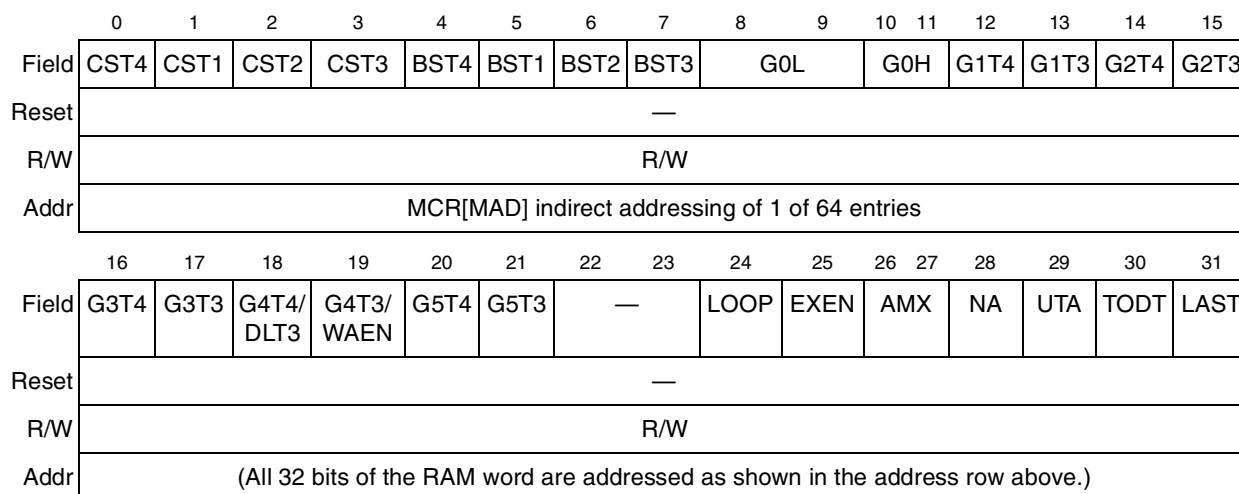 0 1 2 3 4 5 6 7 8 9 10 11 12 13 14 15
Field CST4 CST1 CST2 CST3 BST4 BST1 BST2 BST3 G0L G0H G1T4 G1T3 G2T4 G2T3
Reset —
R/W R/W
Addr MCR[MAD] indirect addressing of 1 of 64 entries
16 17 18 19 20 21 22 23 24 25 26 27 28 29 30 31
Field G3T4 G3T3 G4T4/ G4T3/ G5T4 G5T3 — LOOP EXEN AMX NA UTA TODT LAST
DLT3 WAEN
Reset —
R/W R/W
Addr (All 32 bits of the RAM word are addressed as shown in the address row above.)